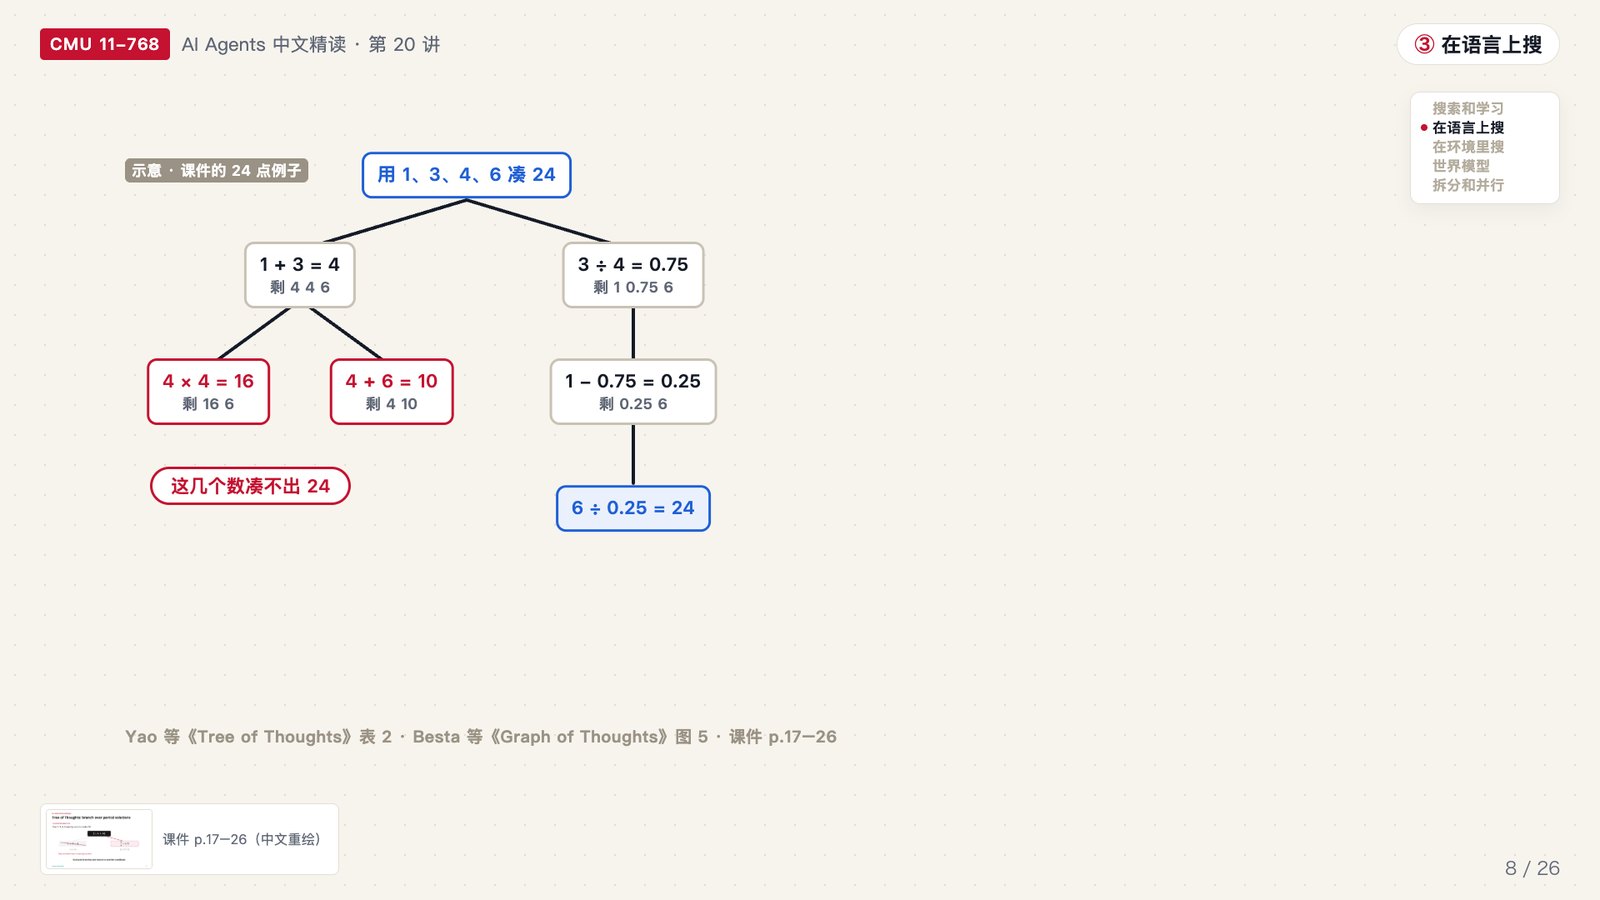 CMU 11–768 AI Agents 中文精读 · 第 20 讲
③ 在语言上搜
搜索和学习
在语言上搜
在环境里搜
世界模型
拆分和并行
示意 · 课件的 24 点例子
用 1、3、4、6 凑 24
1 + 3 = 4
剩 4 4 6
3 ÷ 4 = 0.75
剩 1 0.75 6
4 × 4 = 16
剩 16 6
4 + 6 = 10
剩 4 10
1 − 0.75 = 0.25
剩 0.25 6
这几个数凑不出 24
6 ÷ 0.25 = 24
Yao 等《Tree of Thoughts》表 2 · Besta 等《Graph of Thoughts》图 5 · 课件 p.17—26
课件 p.17—26（中文重绘）
8 / 26